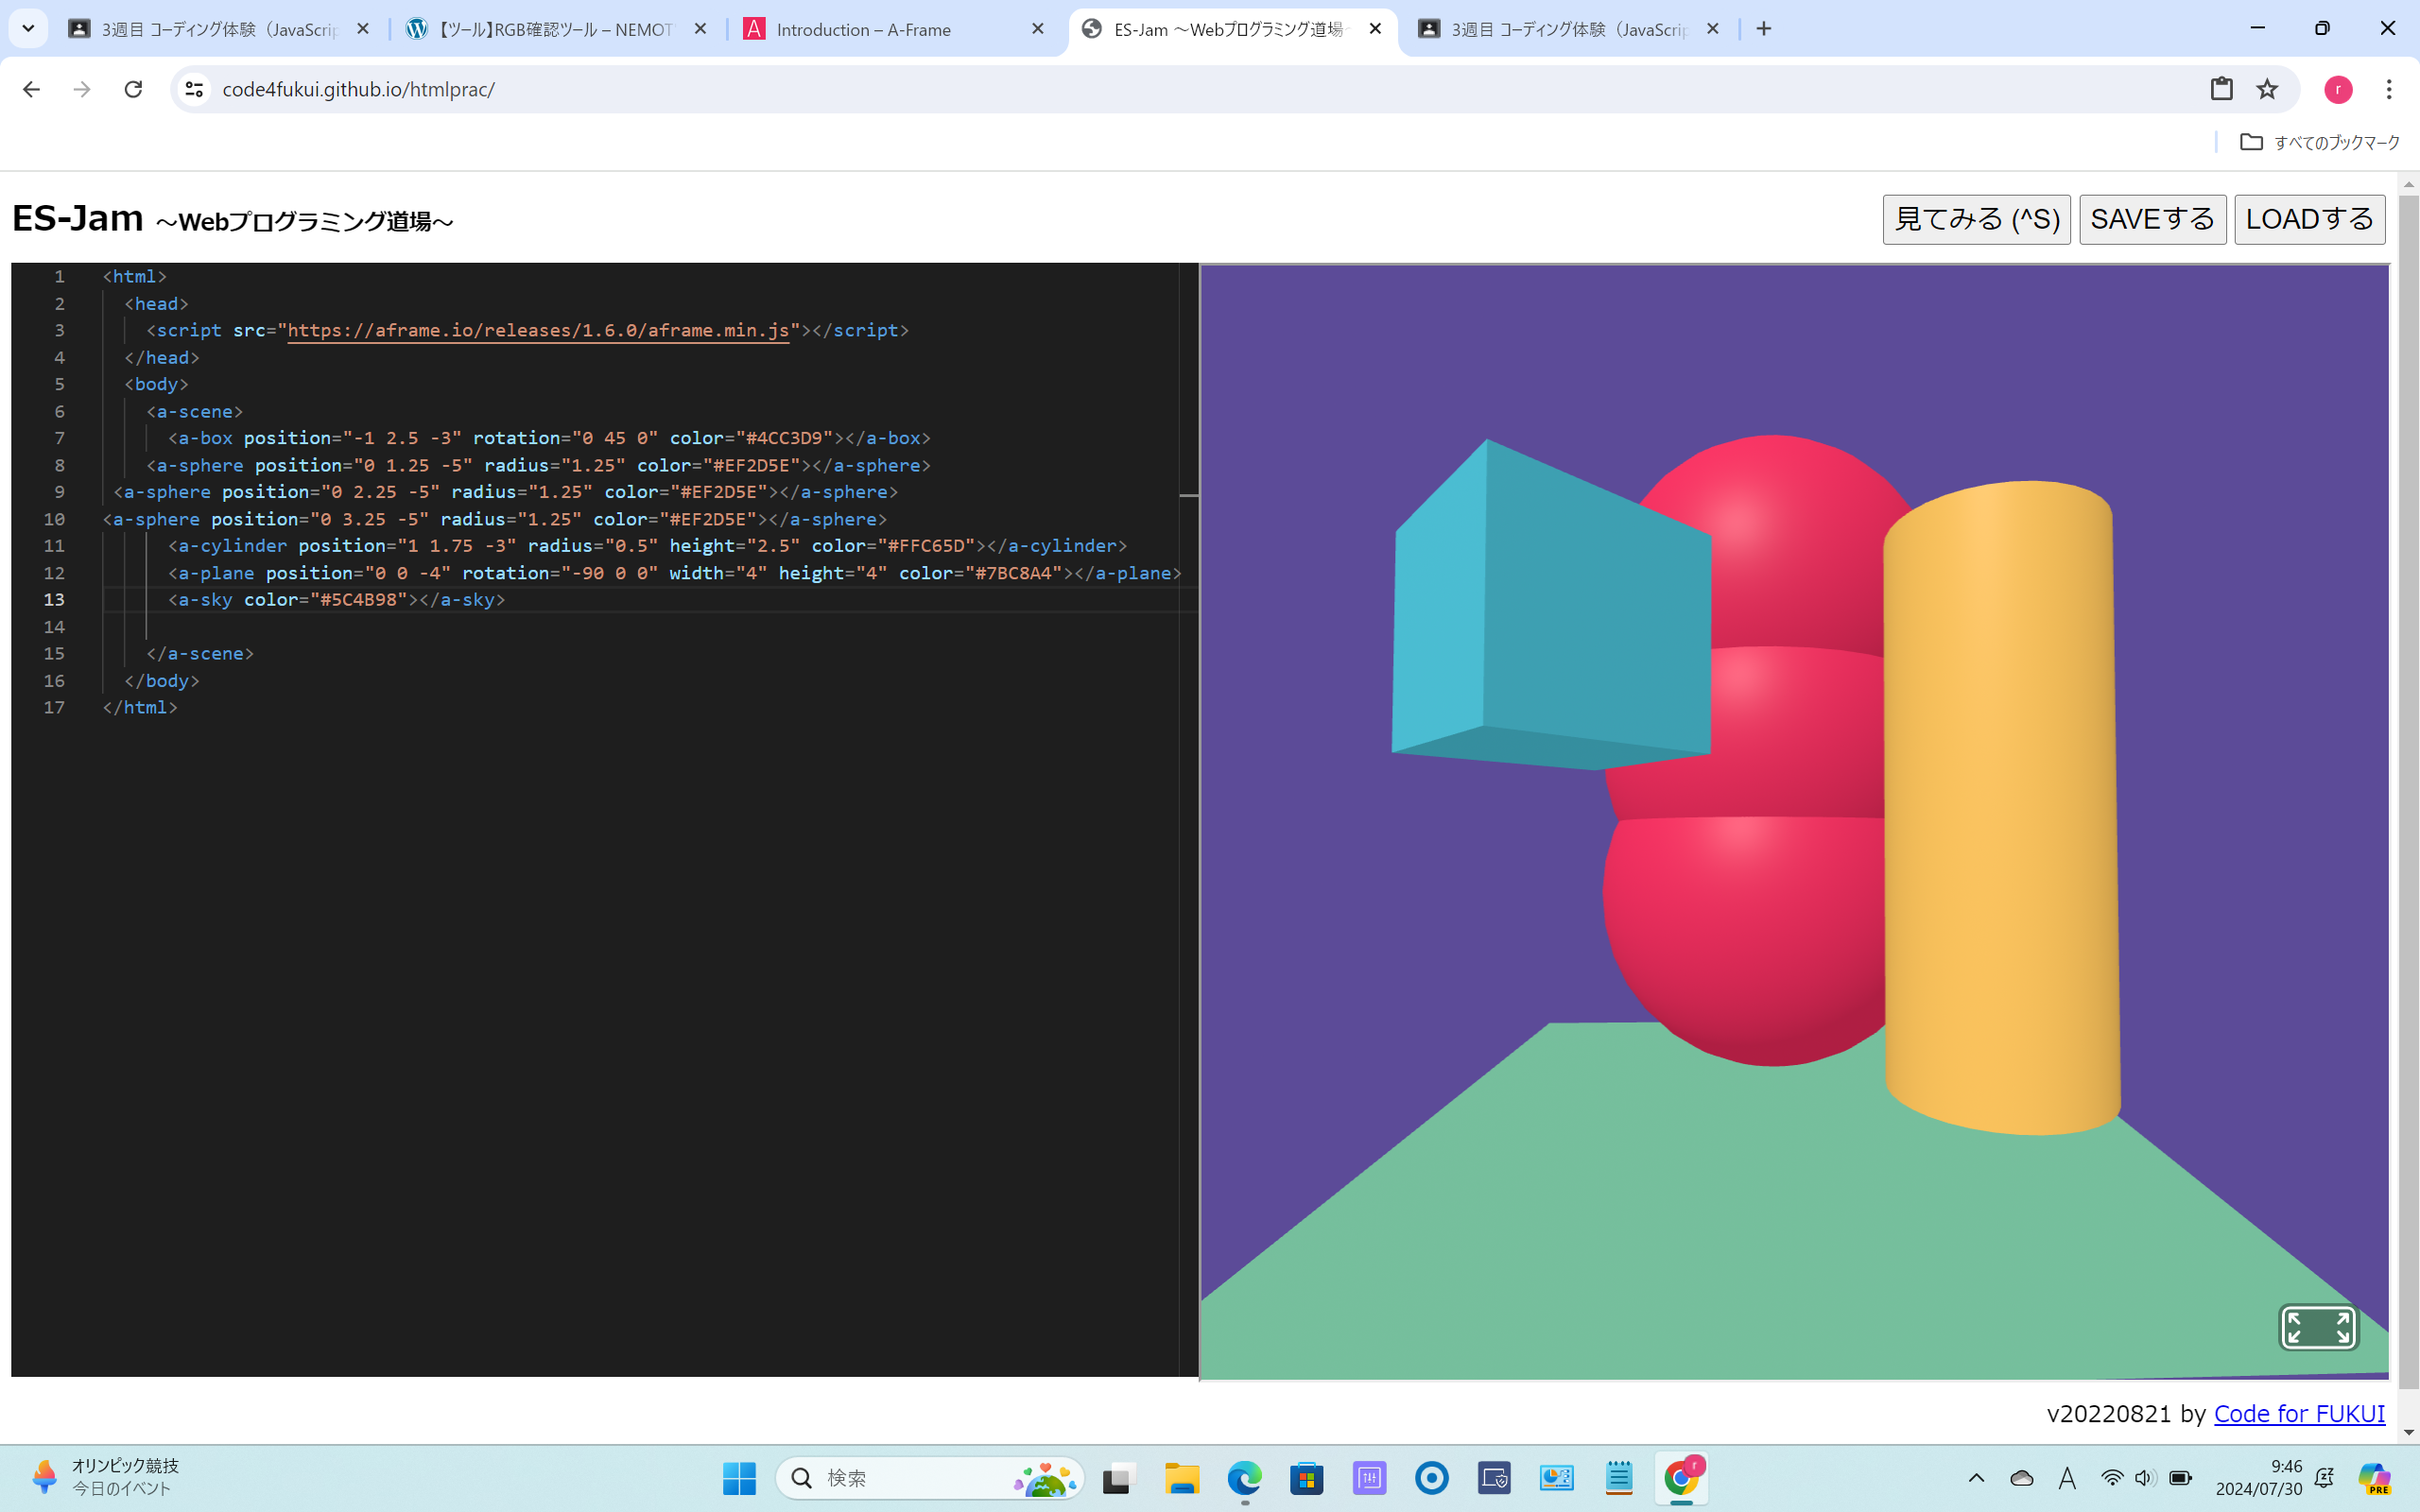 3週目 コーディング体験（JavaScrip
【ツール】RGB確認ツール – NEMOT
Introduction – A-Frame
ES-Jam ～Webプログラミング道場～
3週目 コーディング体験（JavaScrip
code4fukui.github.io/htmlprac/
r
すべてのブックマーク
ES-Jam ～Webプログラミング道場～
見てみる (^S)
SAVEする
LOADする
1 <html>
2 <head>
3 <script src="https://aframe.io/releases/1.6.0/aframe.min.js"></script>
4 </head>
5 <body>
6 <a-scene>
7 <a-box position="-1 2.5 -3" rotation="0 45 0" color="#4CC3D9"></a-box>
8 <a-sphere position="0 1.25 -5" radius="1.25" color="#EF2D5E"></a-sphere>
9 <a-sphere position="0 2.25 -5" radius="1.25" color="#EF2D5E"></a-sphere>
10 <a-sphere position="0 3.25 -5" radius="1.25" color="#EF2D5E"></a-sphere>
11 <a-cylinder position="1 1.75 -3" radius="0.5" height="2.5" color="#FFC65D"></a-cylinder>
12 <a-plane position="0 0 -4" rotation="-90 0 0" width="4" height="4" color="#7BC8A4"></a-plane>
13 <a-sky color="#5C4B98"></a-sky>
14
15 </a-scene>
16 </body>
17 </html>
v20220821 by Code for FUKUI
オリンピック競技
今日のイベント
検索
r
A
9:46
2024/07/30
PRE